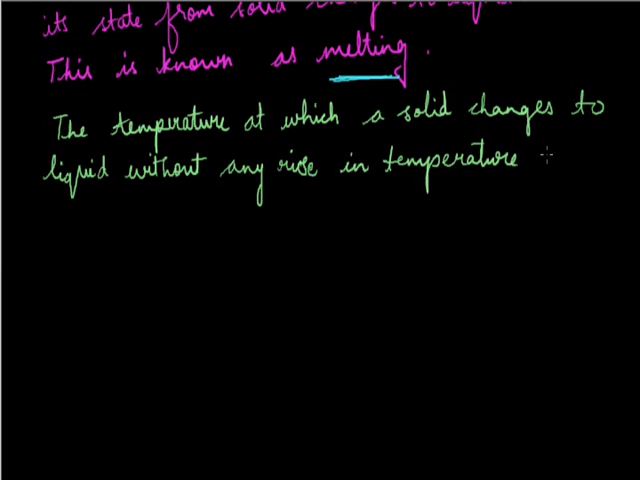 its state from solid
This is known as melting.
The temperature at which a solid changes to
liquid without any rise in temperature